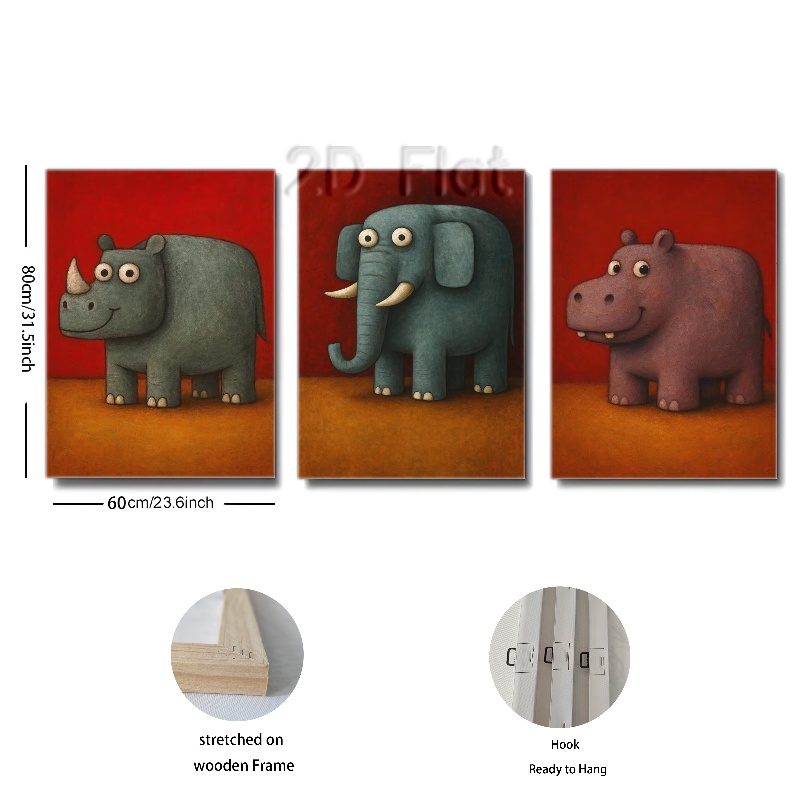 2D Flat
80cm/31.5inch
60cm/23.6inch
stretched on
wooden Frame
Hook
Ready to Hang